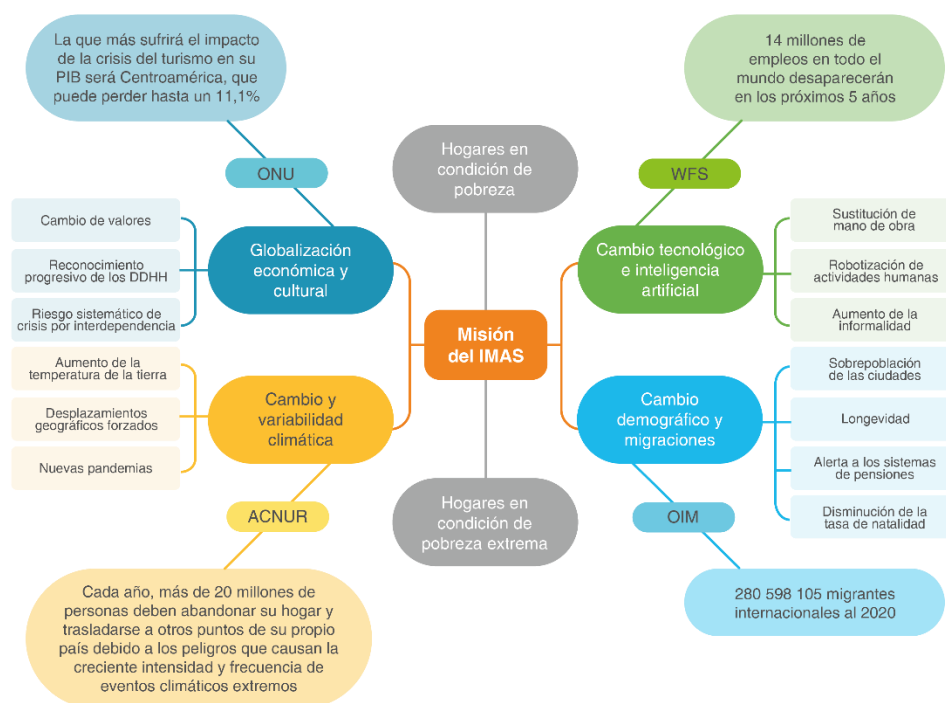 La que más sufrirá el impacto
de la crisis del turismo en su
PIB será Centroamérica, que
puede perder hasta un 11,1%
ONU
Cambio de valores
Reconocimiento
progresivo de los DDHH
Riesgo sistemático de
crisis por interdependencia
Globalización
económica y
cultural
Hogares en
condición de
pobreza
14 millones de
empleos en todo el
mundo desaparecerán
en los próximos 5 años
WFS
Cambio tecnológico
e inteligencia
artificial
Sustitución de
mano de obra
Robotización de
actividades humanas
Aumento de la
informalidad
Misión
del IMAS
Aumento de la
temperatura de la tierra
Desplazamientos
geográficos forzados
Nuevas pandemias
Cambio y
variabilidad
climática
ACNUR
Cada año, más de 20 millones de
personas deben abandonar su hogar y
trasladarse a otros puntos de su propio
país debido a los peligros que causan la
creciente intensidad y frecuencia de
eventos climáticos extremos
Hogares en
condición de
pobreza extrema
Cambio
demográfico y
migraciones
Sobrepoblación
de las ciudades
Longevidad
Alerta a los sistemas
de pensiones
Disminución de la
tasa de natalidad
OIM
280 598 105 migrantes
internacionales al 2020